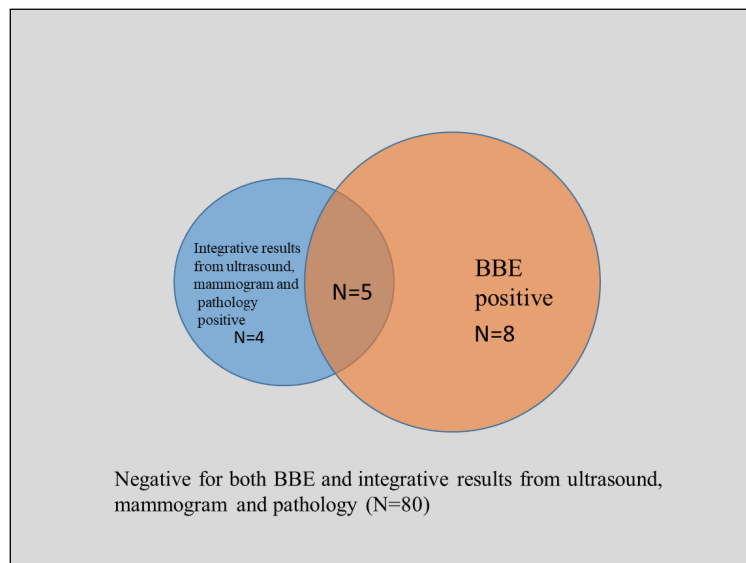 Integrative results
from ultrasound,
mammogram and
pathology
positive
N=4
N=5
BBE
positive
N=8
Negative for both BBE and integrative results from ultrasound,
mammogram and pathology (N=80)